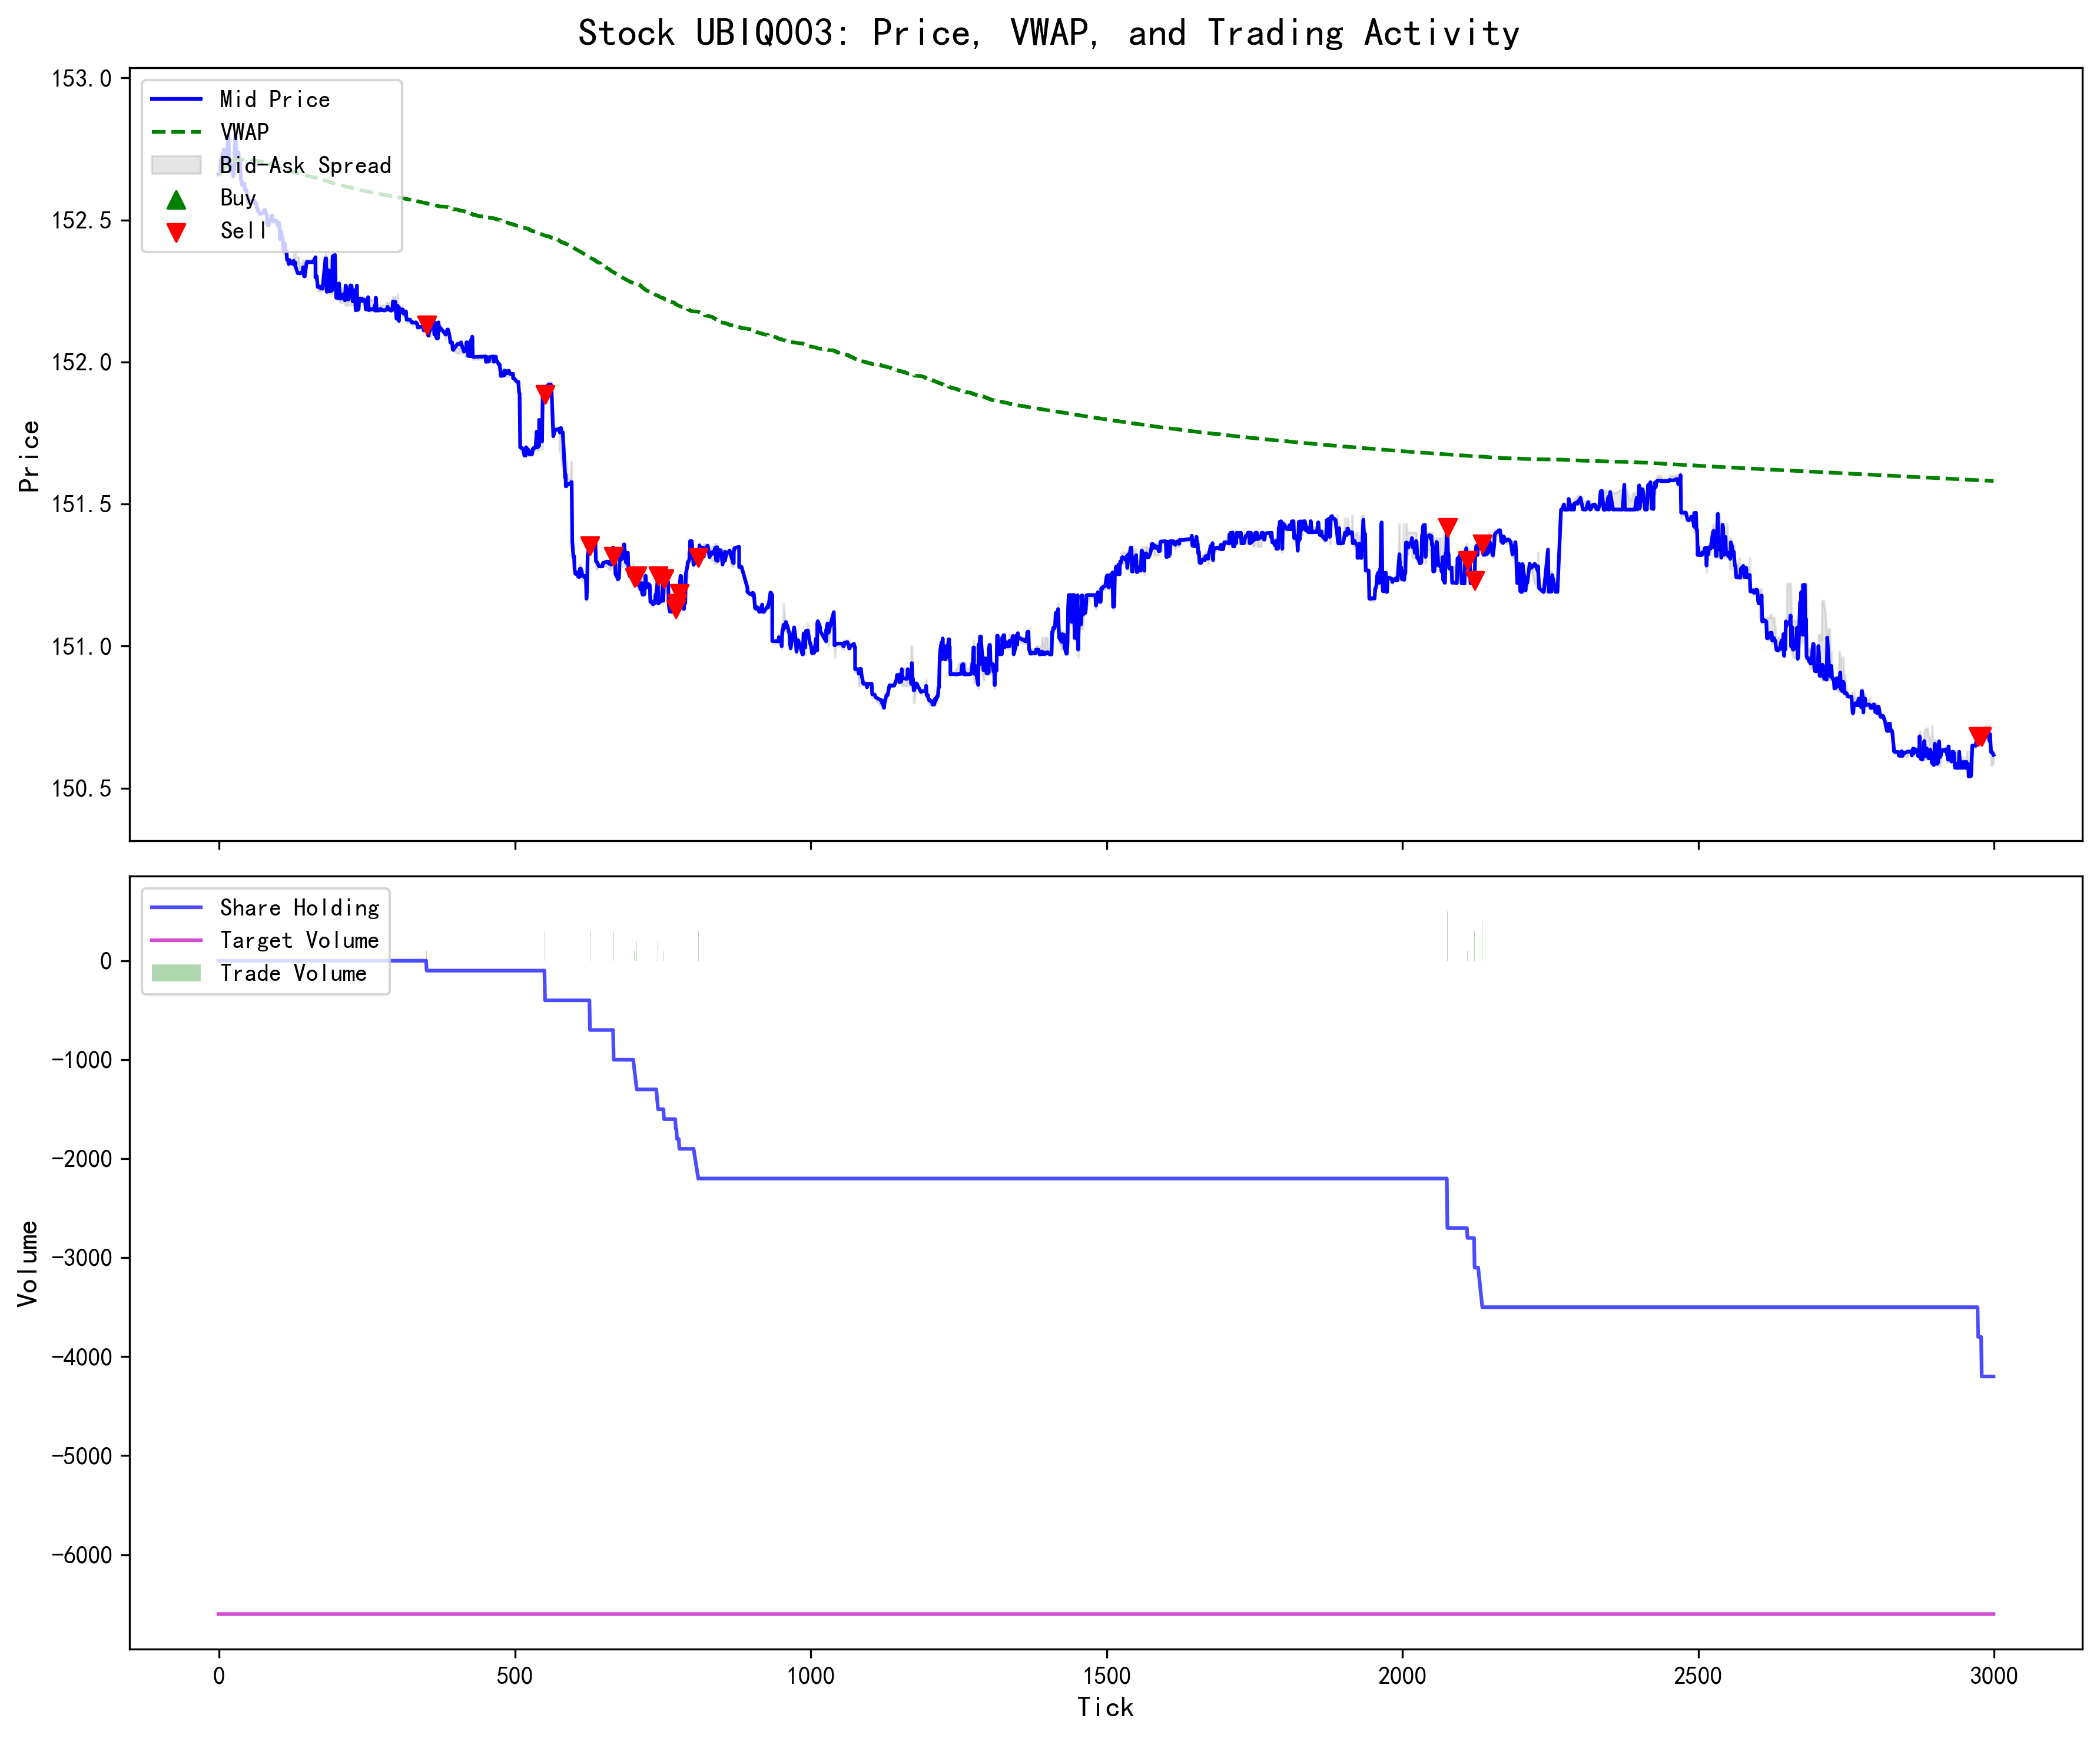 Stock UBIQ003: Price, VWAP, and Trading Activity
153.0
152.5
152.0
151.5
151.0
150.5
Price
Mid Price
VWAP
Bid-Ask Spread
Buy
Sell
Share Holding
Target Volume
Trade Volume
0
-1000
-2000
-3000
-4000
-5000
-6000
Volume
0 500 1000 1500 2000 2500 3000
Tick